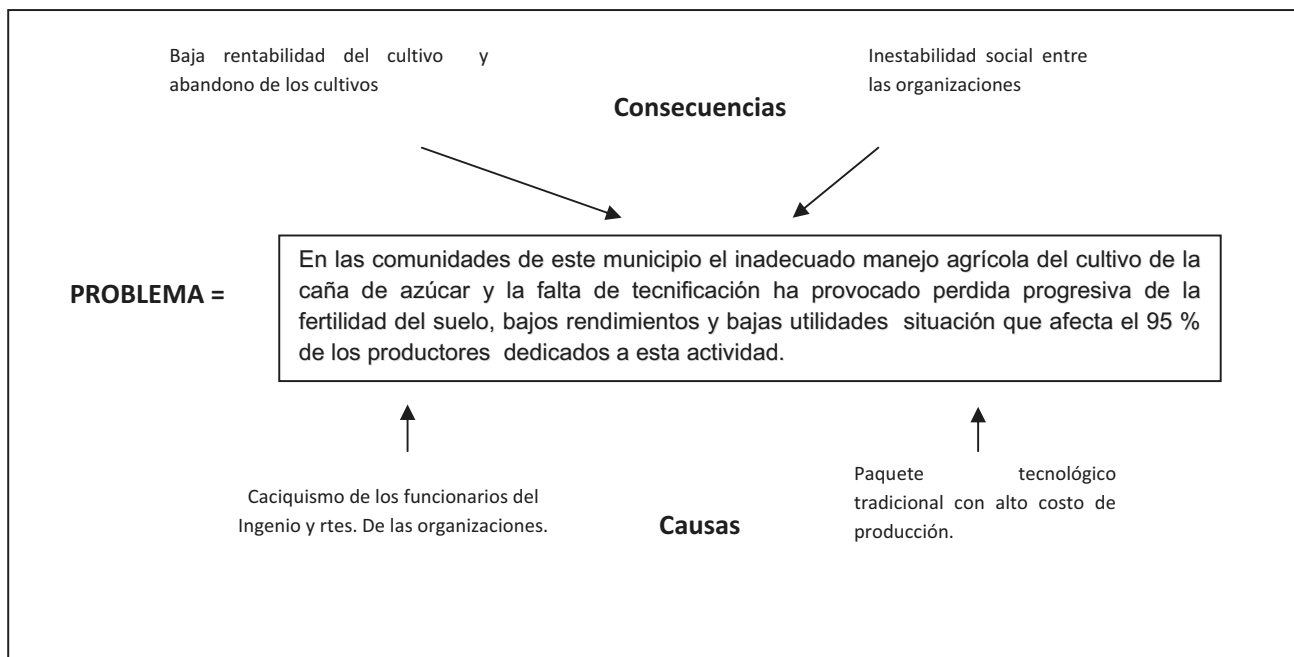 Baja rentabilidad del cultivo y
abandono de los cultivos
Inestabilidad social entre
las organizaciones
Consecuencias
PROBLEMA =
En las comunidades de este municipio el inadecuado manejo agrícola del cultivo de la
caña de azúcar y la falta de tecnificación ha provocado perdida progresiva de la
fertilidad del suelo, bajos rendimientos y bajas utilidades situación que afecta el 95 %
de los productores dedicados a esta actividad.
Caciquismo de los funcionarios del
Ingenio y rtes. De las organizaciones.
Causas
Paquete tecnológico
tradicional con alto costo de
producción.